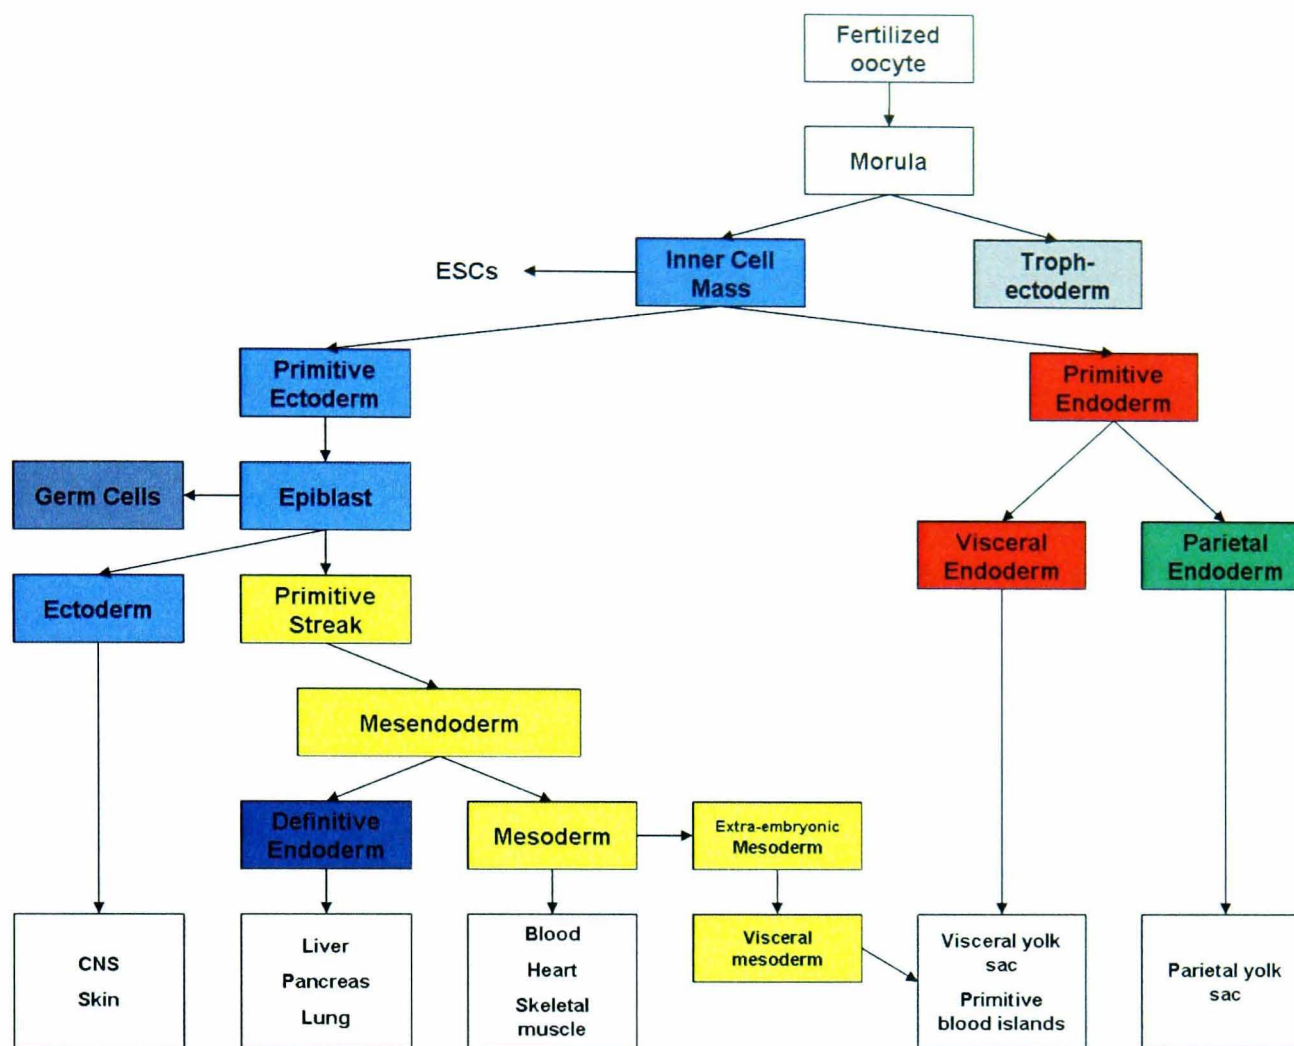 Fertilized
oocyte
Morula
ESCs
Inner Cell
Mass
Troph-
ectoderm
Primitive
Ectoderm
Primitive
Endoderm
Germ Cells
Epiblast
Visceral
Endoderm
Parietal
Endoderm
Ectoderm
Primitive
Streak
Mesendoderm
Definitive
Endoderm
Mesoderm
Extra-embryonic
Mesoderm
CNS
Skin
Liver
Pancreas
Lung
Blood
Heart
Skeletal
muscle
Visceral
mesoderm
Visceral yolk
sac
Primitive
blood islands
Parietal yolk
sac